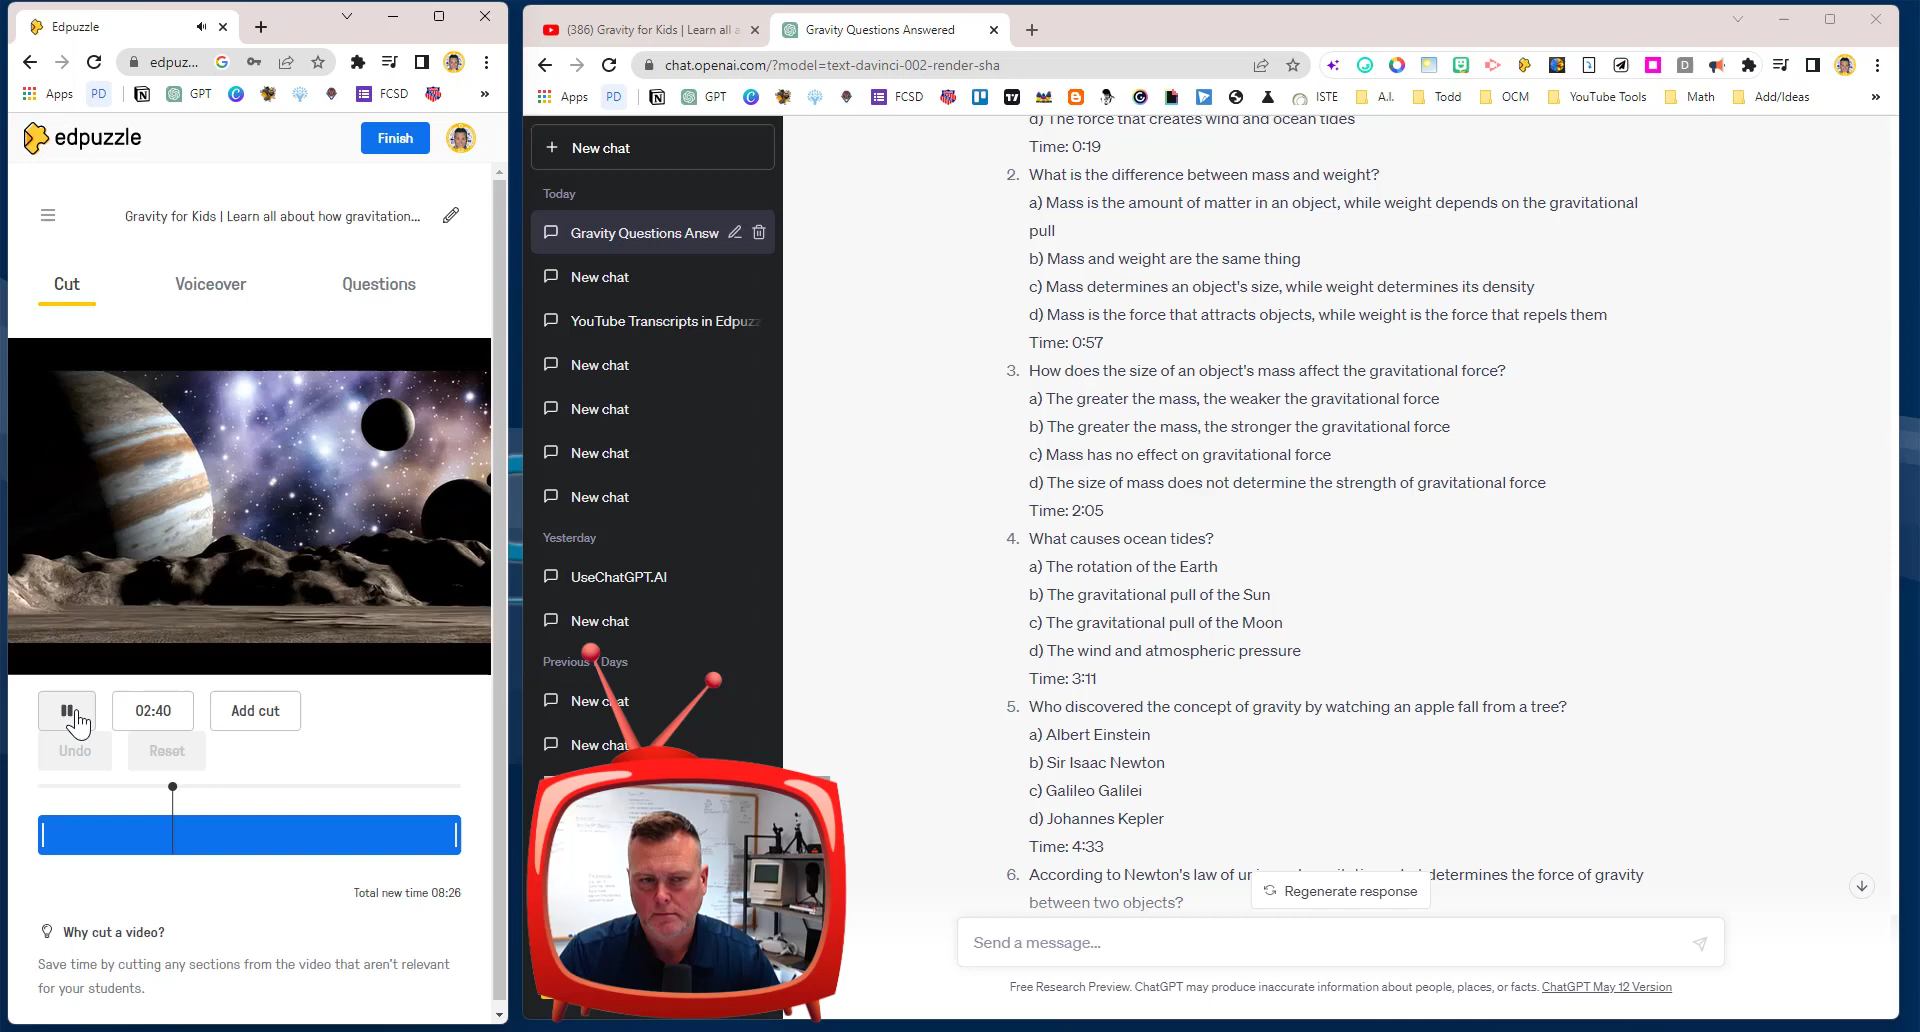 Edpuzzle
edpuz...
Apps
PD
GPT
FCSD
»
edpuzzle
Finish
Gravity for Kids | Learn all about how gravitation...
Cut
Voiceover
Questions
02:40
Add cut
Undo
Reset
Total new time 08:26
Why cut a video?
Save time by cutting any sections from the video that aren't relevant
for your students.
(386) Gravity for Kids | Learn all a
Gravity Questions Answered
chat.openai.com/?model=text-davinci-002-render-sha
Apps
PD
GPT
FCSD
ISTE
A.I.
Todd
OCM
YouTube Tools
Math
Add/Ideas
»
New chat
Today
Gravity Questions Answ
New chat
YouTube Transcripts in Edpuzz
New chat
New chat
New chat
New chat
Yesterday
UseChatGPT.AI
New chat
Previous Days
New chat
New chat
d) The force that creates wind and ocean tides
Time: 0:19
2. What is the difference between mass and weight?
a) Mass is the amount of matter in an object, while weight depends on the gravitational
pull
b) Mass and weight are the same thing
c) Mass determines an object's size, while weight determines its density
d) Mass is the force that attracts objects, while weight is the force that repels them
Time: 0:57
3. How does the size of an object's mass affect the gravitational force?
a) The greater the mass, the weaker the gravitational force
b) The greater the mass, the stronger the gravitational force
c) Mass has no effect on gravitational force
d) The size of mass does not determine the strength of gravitational force
Time: 2:05
4. What causes ocean tides?
a) The rotation of the Earth
b) The gravitational pull of the Sun
c) The gravitational pull of the Moon
d) The wind and atmospheric pressure
Time: 3:11
5. Who discovered the concept of gravity by watching an apple fall from a tree?
a) Albert Einstein
b) Sir Isaac Newton
c) Galileo Galilei
d) Johannes Kepler
Time: 4:33
6. According to Newton's law of determines the force of gravity
between two objects?
Regenerate response
Send a message...
Free Research Preview. ChatGPT may produce inaccurate information about people, places, or facts. ChatGPT May 12 Version